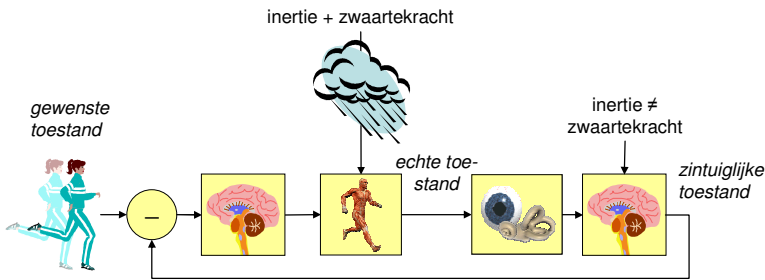 inertie + zwaartekracht
gewenste
toestand
inertie ≠
zwaartekracht
echte toe-
stand
zintuiglijke
toestand
–